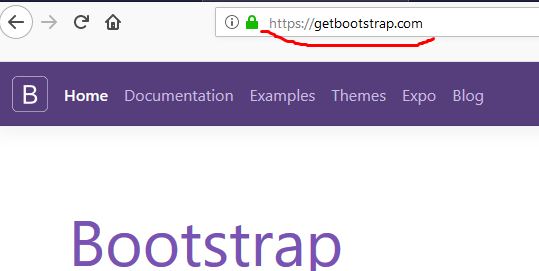 https://getbootstrap.com
B Home Documentation Examples Themes Expo Blog
Bootstrap